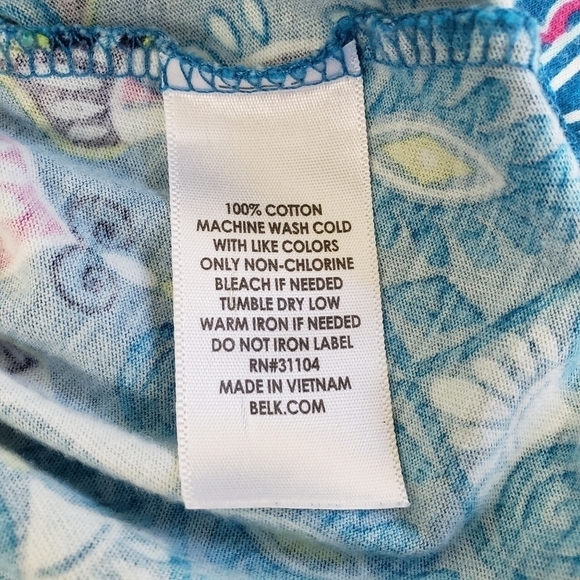 100% COTTON
MACHINE WASH COLD
WITH LIKE COLORS
ONLY NON-CHLORINE
BLEACH IF NEEDED
TUMBLE DRY LOW
WARM IRON IF NEEDED
DO NOT IRON LABEL
RN#31104
MADE IN VIETNAM
BELK.COM